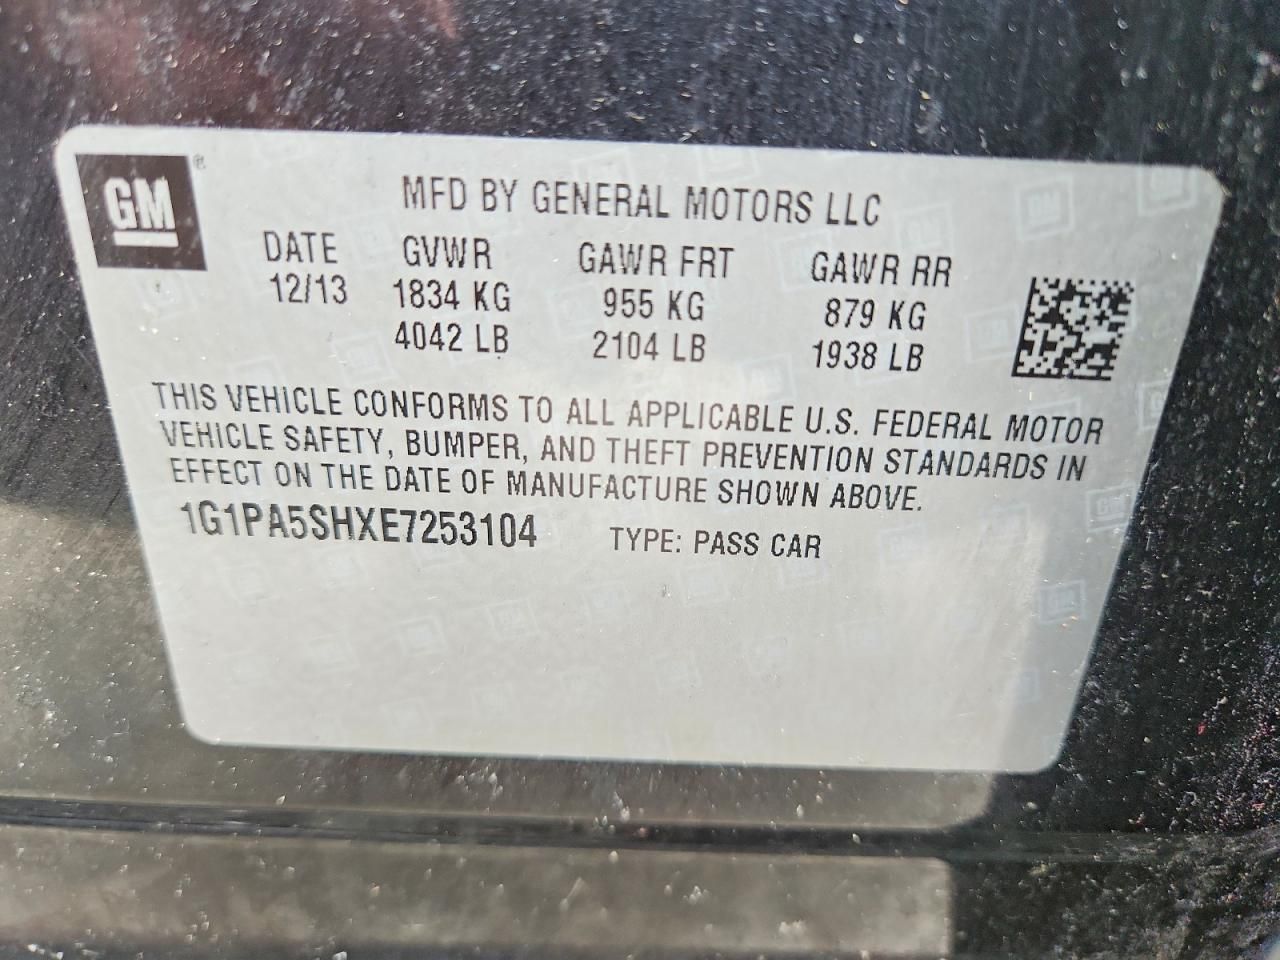 GM ®
MFD BY GENERAL MOTORS LLC
DATE GVWR GAWR FRT GAWR RR
12/13 1834 KG 955 KG 879 KG
4042 LB 2104 LB 1938 LB
THIS VEHICLE CONFORMS TO ALL APPLICABLE U.S. FEDERAL MOTOR
VEHICLE SAFETY, BUMPER, AND THEFT PREVENTION STANDARDS IN
EFFECT ON THE DATE OF MANUFACTURE SHOWN ABOVE.
1G1PA5SHXE7253104 TYPE: PASS CAR